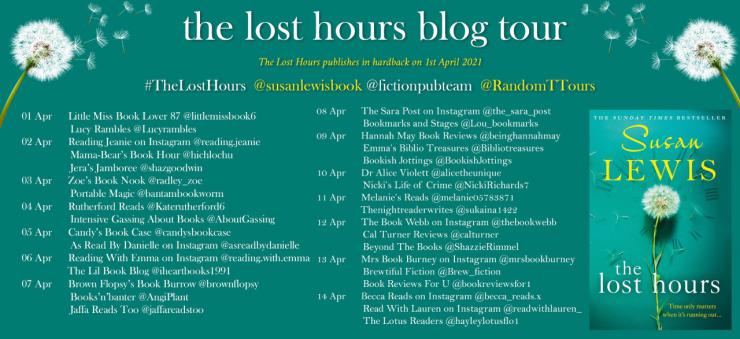 the lost hours blog tour
The Lost Hours publishes in hardback on 1st April 2021
#TheLostHours @susanlewisbook @fictionpubteam @RandomTTours
01 Apr Little Miss Book Lover 87 @littlemissbook6
Lucy Rambles @Lucyrambles
02 Apr Reading Jeanie on Instagram @reading.jeanie
Mama-Bear's Book Hour @hichlochu
Jera's Jamboree @shazgoodwin
03 Apr Zoe's Book Nook @radley_zoe
Portable Magic @bantambookworm
04 Apr Rutherford Reads @Katerutherford6
Intensive Gassing About Books @AboutGassing
05 Apr Candy's Book Case @candysbookcase
As Read By Danielle on Instagram @asreadbydanielle
06 Apr Reading With Emma on Instagram @reading.with.emma
The Lil Book Blog @iheartbooks1991
07 Apr Brown Flopsy's Book Burrow @brownflopsy
Books'n'banter @AngiPlant
Jaffa Reads Too @jaffareadstoo
08 Apr The Sara Post on Instagram @the_sara_post
Bookmarks and Stages @Lou_bookmarks
09 Apr Hannah May Book Reviews @beinghannahmay
Emma's Biblio Treasures @Bibliotreasures
Bookish Jottings @BookishJottings
10 Apr Dr Alice Violett @alicetheunique
Nicki's Life of Crime @NickiRichards7
11 Apr Melanie's Reads @melanie05783871
Thenightreaderwrites @sukaina1422
12 Apr The Book Webb on Instagram @thebookwebb
Cal Turner Reviews @calturner
Beyond The Books @ShazzieRimmel
13 Apr Mrs Book Burney on Instagram @mrsbookburney
Brewtiful Fiction @Brew_fiction
Book Reviews For U @bookreviewsfor1
14 Apr Becca Reads on Instagram @becca_reads.x
Read With Lauren on Instagram @readwithlauren_
The Lotus Readers @hayleylotusflo1
THE SUNDAY TIMES BESTSELLER
Susan
LEWIS
the
lost hours
Time only matters
when it's running out...